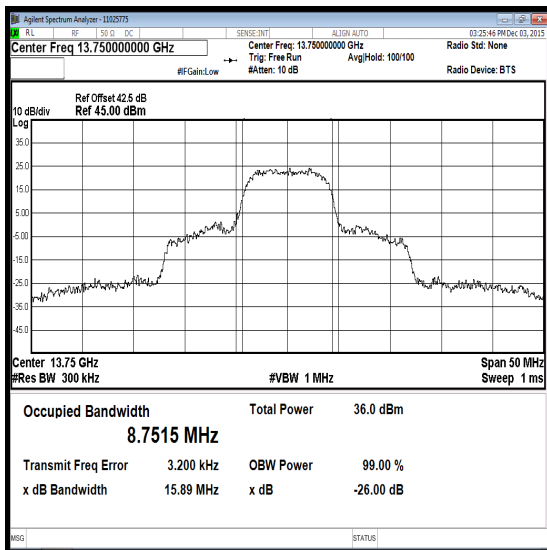 Agilent Spectrum Analyzer - 11025775
LXI RL RF 50 Ω DC SENSE:INT ALIGN AUTO 03:25:46 PM Dec 03, 2015
Center Freq 13.750000000 GHz Center Freq: 13.750000000 GHz Radio Std: None
Trig: Free Run Avg|Hold: 100/100
#IFGain:Low #Atten: 10 dB Radio Device: BTS
Ref Offset 42.5 dB
10 dB/div Ref 45.00 dBm
Log
35.0
25.0
15.0
5.00
-5.00
-15.0
-25.0
-35.0
-45.0
Center 13.75 GHz Span 50 MHz
#Res BW 300 kHz #VBW 1 MHz Sweep 1 ms
Occupied Bandwidth Total Power 36.0 dBm
8.7515 MHz
Transmit Freq Error 3.200 kHz OBW Power 99.00 %
x dB Bandwidth 15.89 MHz x dB -26.00 dB
MSG STATUS